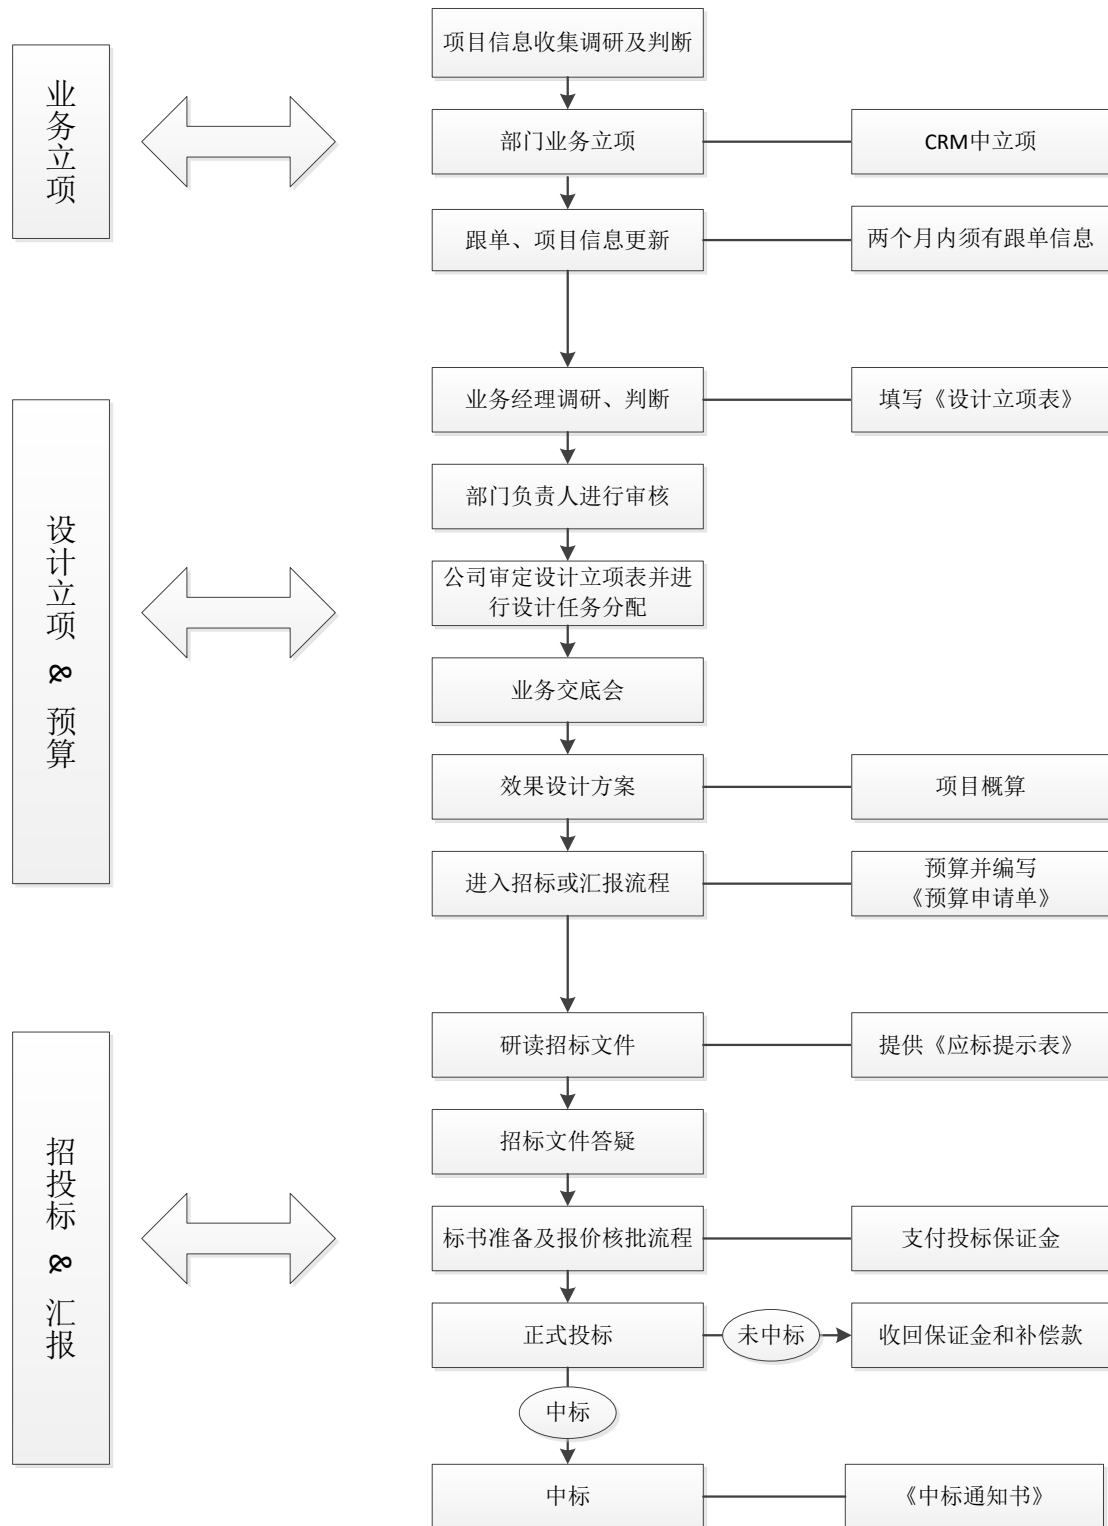 业务立项
项目信息收集调研及判断
部门业务立项
CRM中立项
跟单、项目信息更新
两个月内须有跟单信息
设计立项 & 预算
业务经理调研、判断
填写《设计立项表》
部门负责人进行审核
公司审定设计立项表并进
行设计任务分配
业务交底会
效果设计方案
项目概算
进入招标或汇报流程
预算并编写
《预算申请单》
招投标 & 汇报
研读招标文件
提供《应标提示表》
招标文件答疑
标书准备及报价核批流程
支付投标保证金
正式投标
未中标
收回保证金和补偿款
中标
中标
《中标通知书》